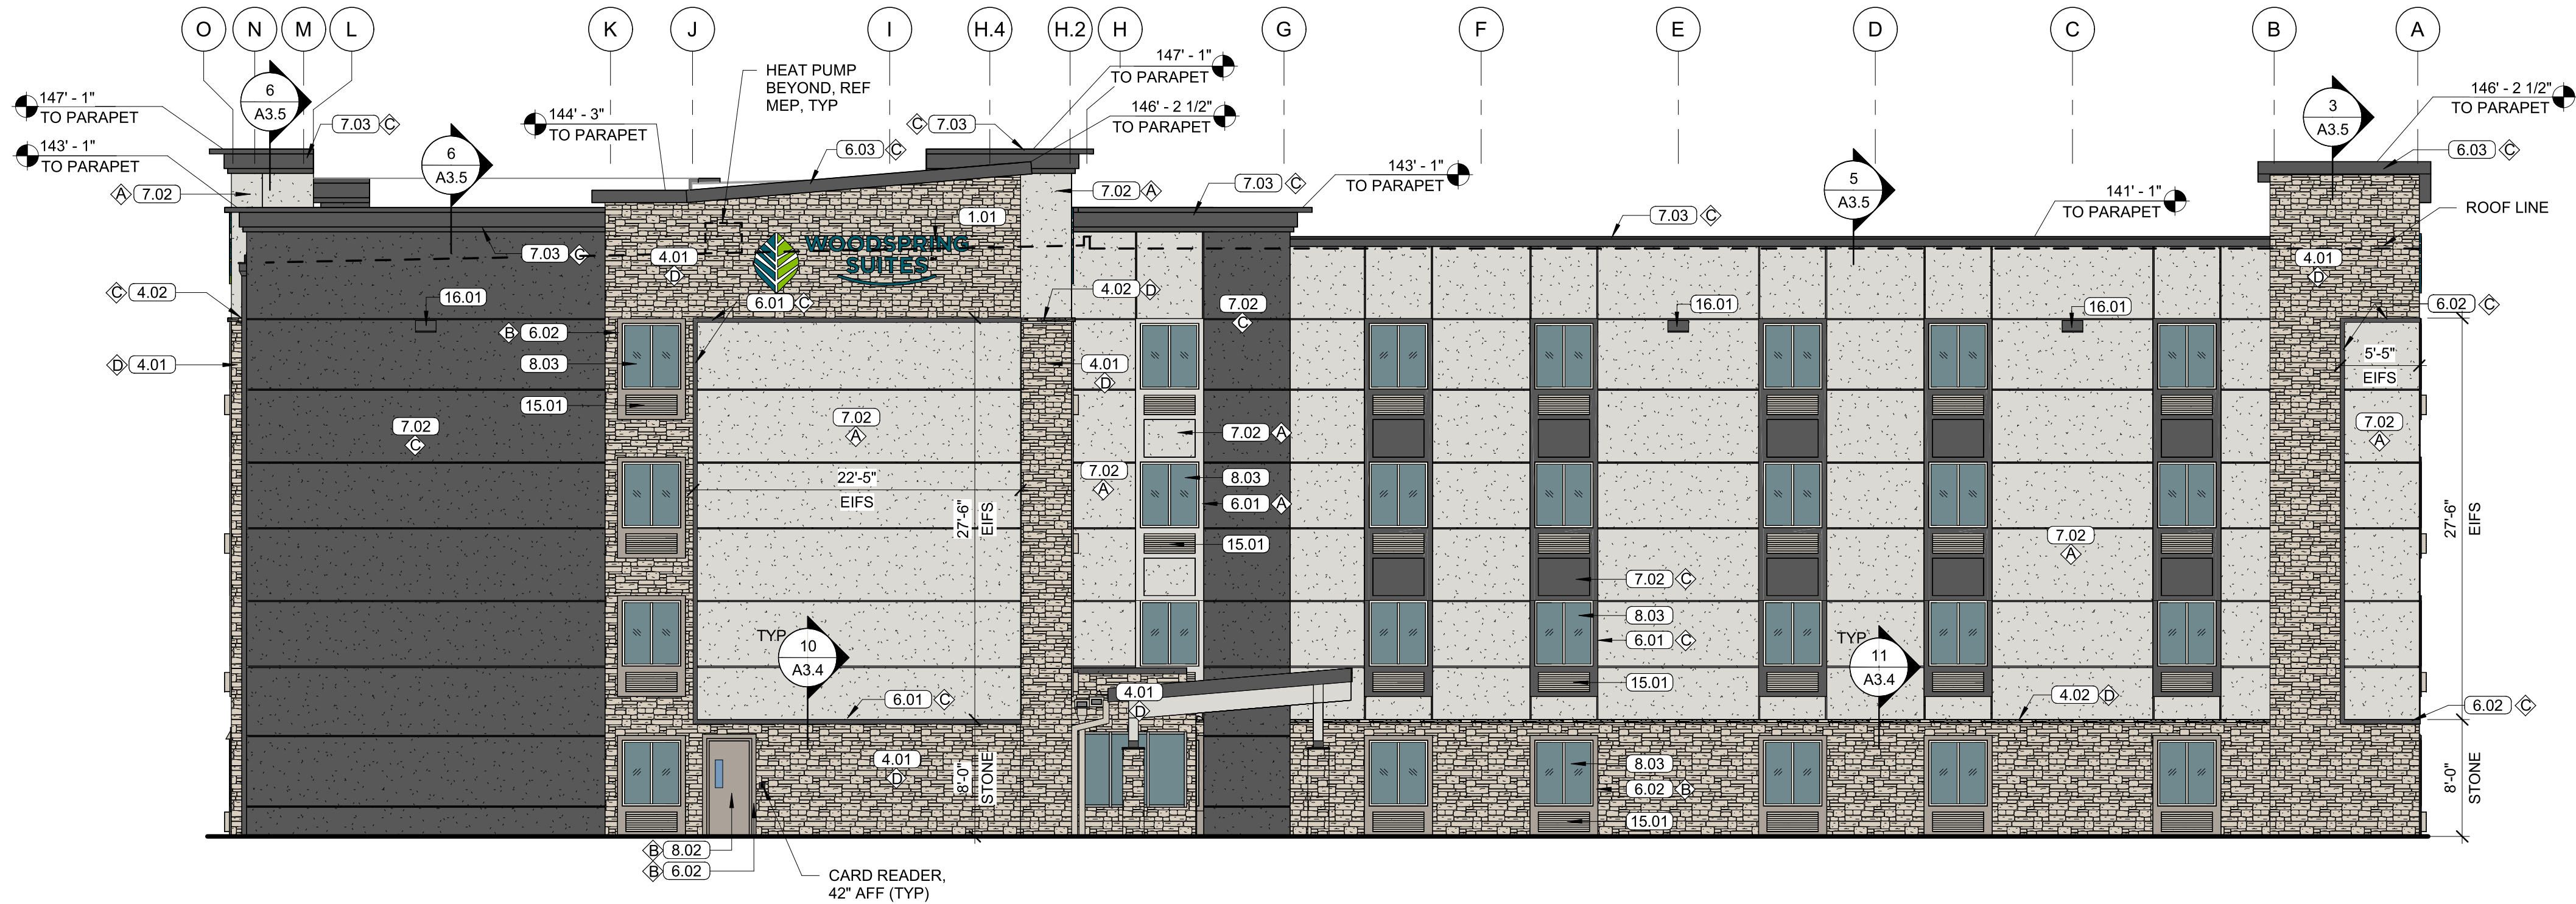 O N M L K J I H.4 H.2 H G F E D C B A
6
A3.5
147' - 1"
TO PARAPET
143' - 1"
TO PARAPET
7.03 C
6
A3.5
144' - 3"
TO PARAPET
HEAT PUMP
BEYOND, REF
MEP, TYP
6.03 C
C 7.03
147' - 1"
TO PARAPET
146' - 2 1/2"
TO PARAPET
7.03 C
143' - 1"
TO PARAPET
5
A3.5
7.03 C
141' - 1"
TO PARAPET
3
A3.5
146' - 2 1/2"
TO PARAPET
6.03 C
ROOF LINE
A 7.02
7.02 A
1.01
WOODSPRING
SUITES
7.03 C
4.01
D
4.01
D
C 4.02
16.01
6.01 C
4.02 D
7.02
C
16.01
16.01
6.02 C
B 6.02
D 4.01
8.03
4.01
D
5'-5"
EIFS
15.01
7.02
C
7.02
A
7.02 A
7.02
A
22'-5"
EIFS
7.02
A
8.03
6.01 A
27'-6"
EIFS
15.01
7.02
A
27'-6"
EIFS
7.02 C
8.03
6.01 C
TYP
10
A3.4
TYP
11
A3.4
15.01
6.01 C
4.01
D
4.02 D
6.02 C
4.01
D
8'-0"
STONE
8.03
6.02 B
15.01
8'-0"
STONE
B 8.02
B 6.02
CARD READER,
42" AFF (TYP)